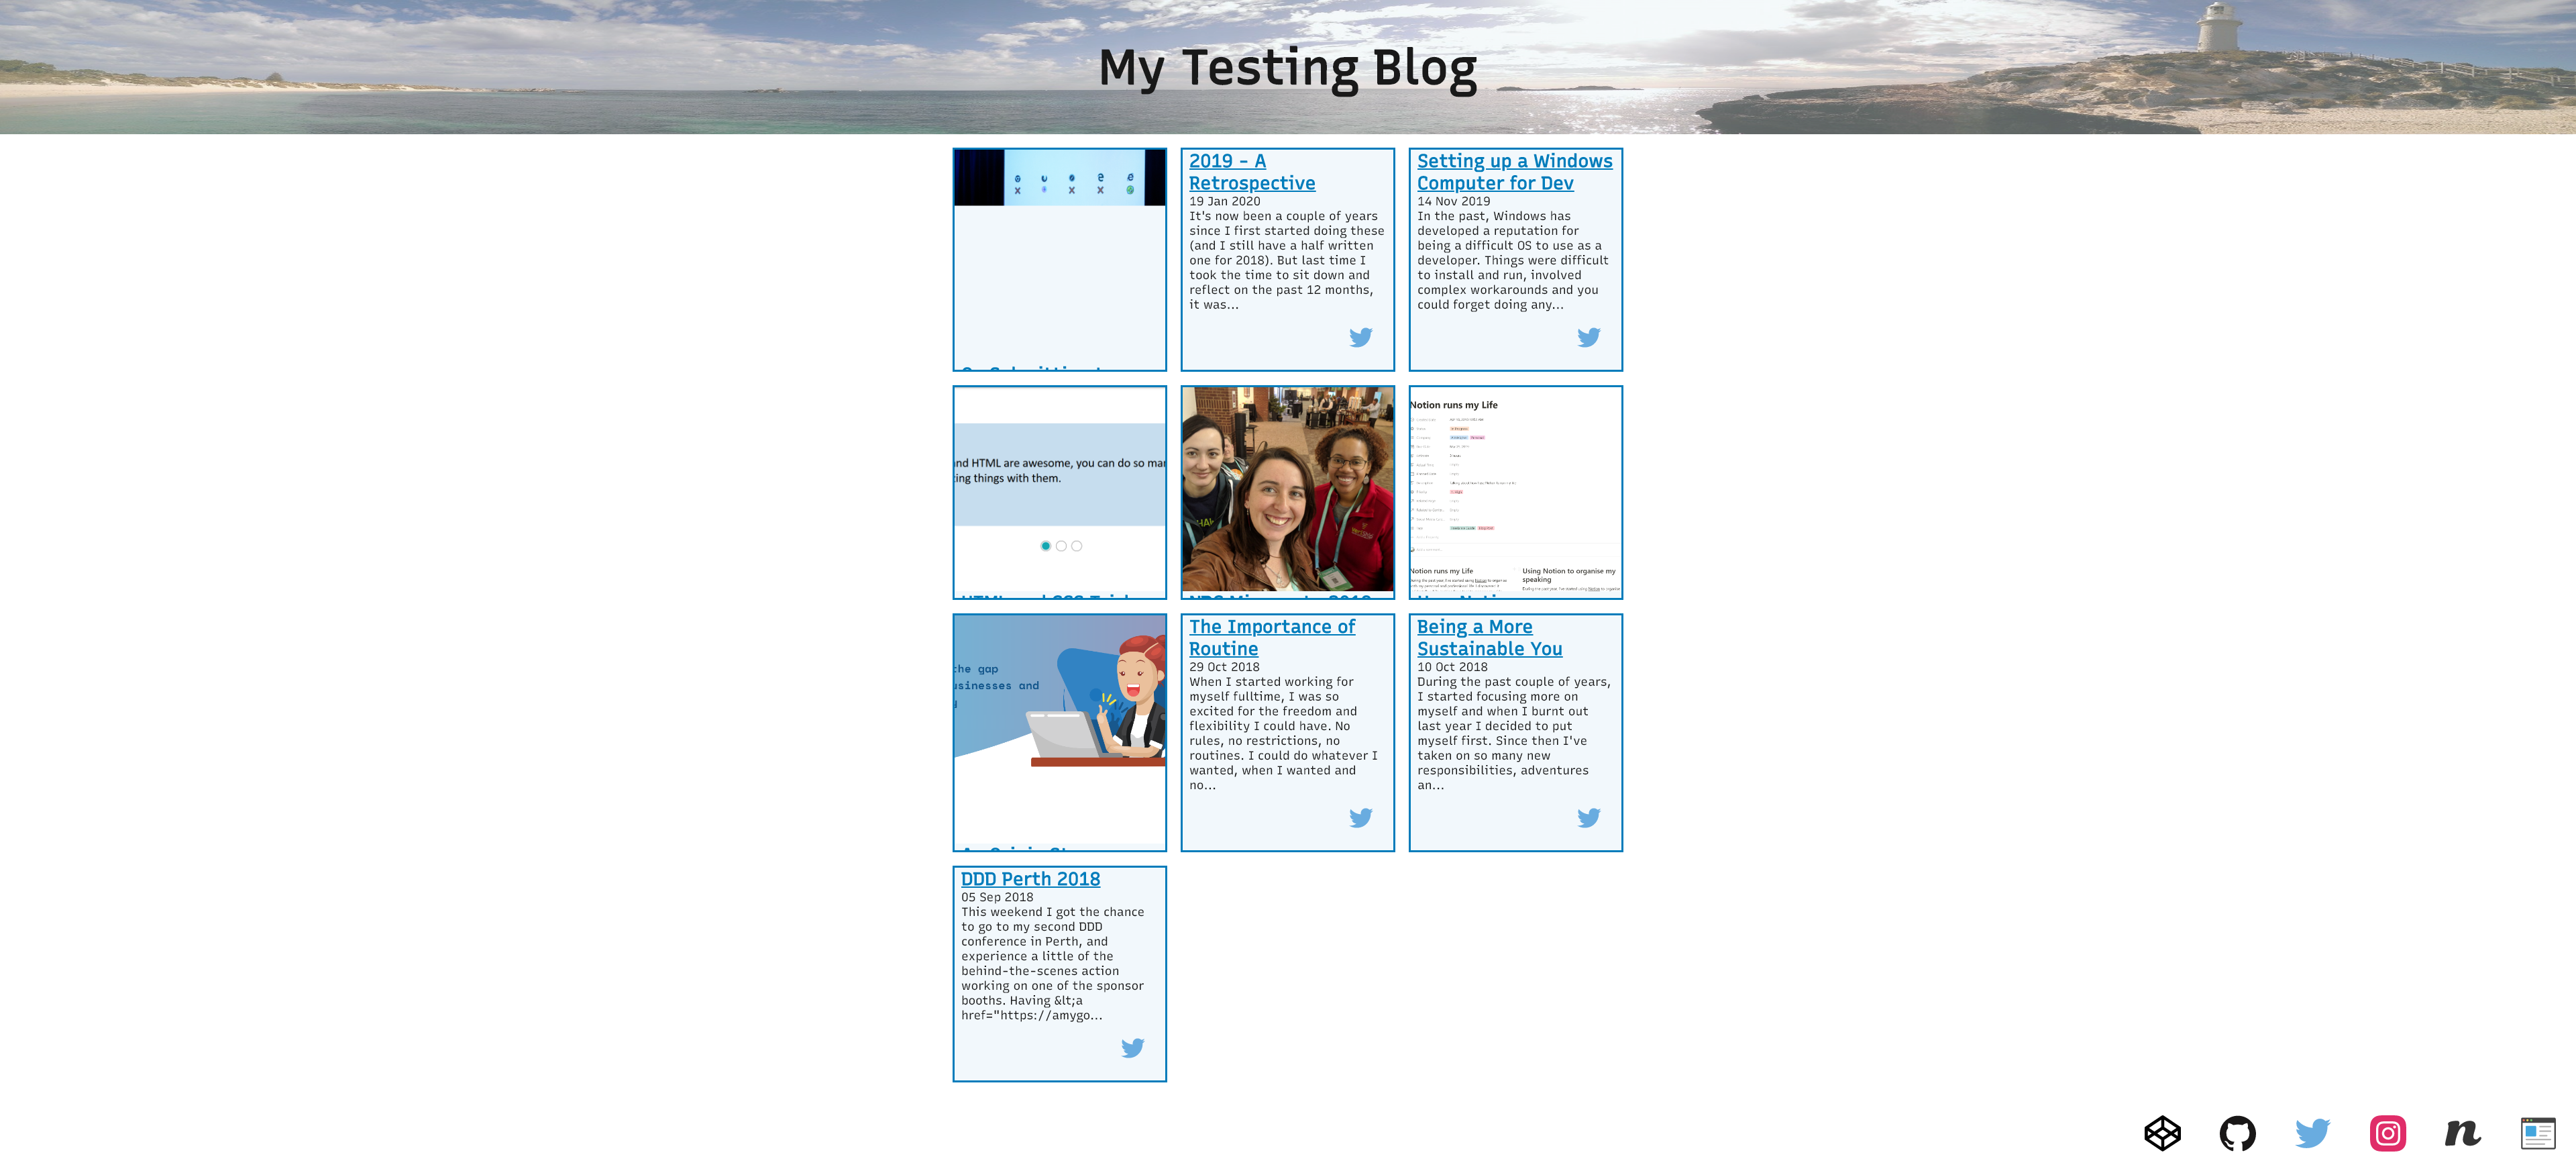 My Testing Blog
2019 - A
Retrospective
19 Jan 2020
It's now been a couple of years
since I first started doing these
(and I still have a half written
one for 2018). But last time I
took the time to sit down and
reflect on the past 12 months,
it was...
Setting up a Windows
Computer for Dev
14 Nov 2019
In the past, Windows has
developed a reputation for
being a difficult OS to use as a
developer. Things were difficult
to install and run, involved
complex workarounds and you
could forget doing any...
and HTML are awesome, you can do so
ing things with them.
Notion runs my Life
Notion runs my Life
Using Notion to organise my
speaking
the gap
usinesses and
The Importance of
Routine
29 Oct 2018
When I started working for
myself fulltime, I was so
excited for the freedom and
flexibility I could have. No
rules, no restrictions, no
routines. I could do whatever I
wanted, when I wanted and
no...
Being a More
Sustainable You
10 Oct 2018
During the past couple of years,
I started focusing more on
myself and when I burnt out
last year I decided to put
myself first. Since then I've
taken on so many new
responsibilities, adventures
an...
DDD Perth 2018
05 Sep 2018
This weekend I got the chance
to go to my second DDD
conference in Perth, and
experience a little of the
behind-the-scenes action
working on one of the sponsor
booths. Having &lt;a
href="https://amygo...